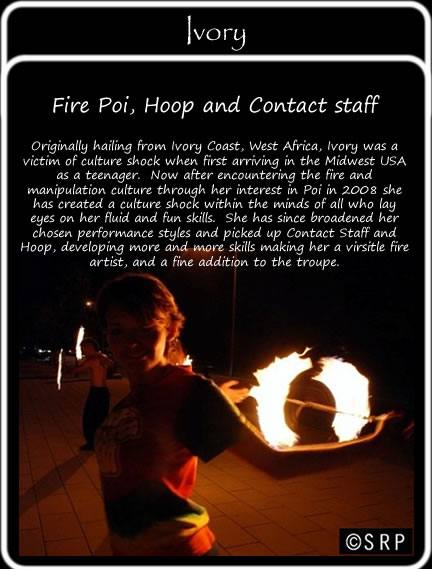 Ivory
Fire Poi, Hoop and Contact staff
Originally hailing from Ivory Coast, West Africa, Ivory was a
victim of culture shock when first arriving in the Midwest USA
as a teenager.  Now after encountering the fire and
manipulation culture through her interest in Poi in 2008 she
has created a culture shock within the minds of all who lay
eyes on her fluid and fun skills.  She has since broadened her
chosen performance styles and picked up Contact Staff and
Hoop, developing more and more skills making her a virsitle fire
artist, and a fine addition to the troupe.
©SRP